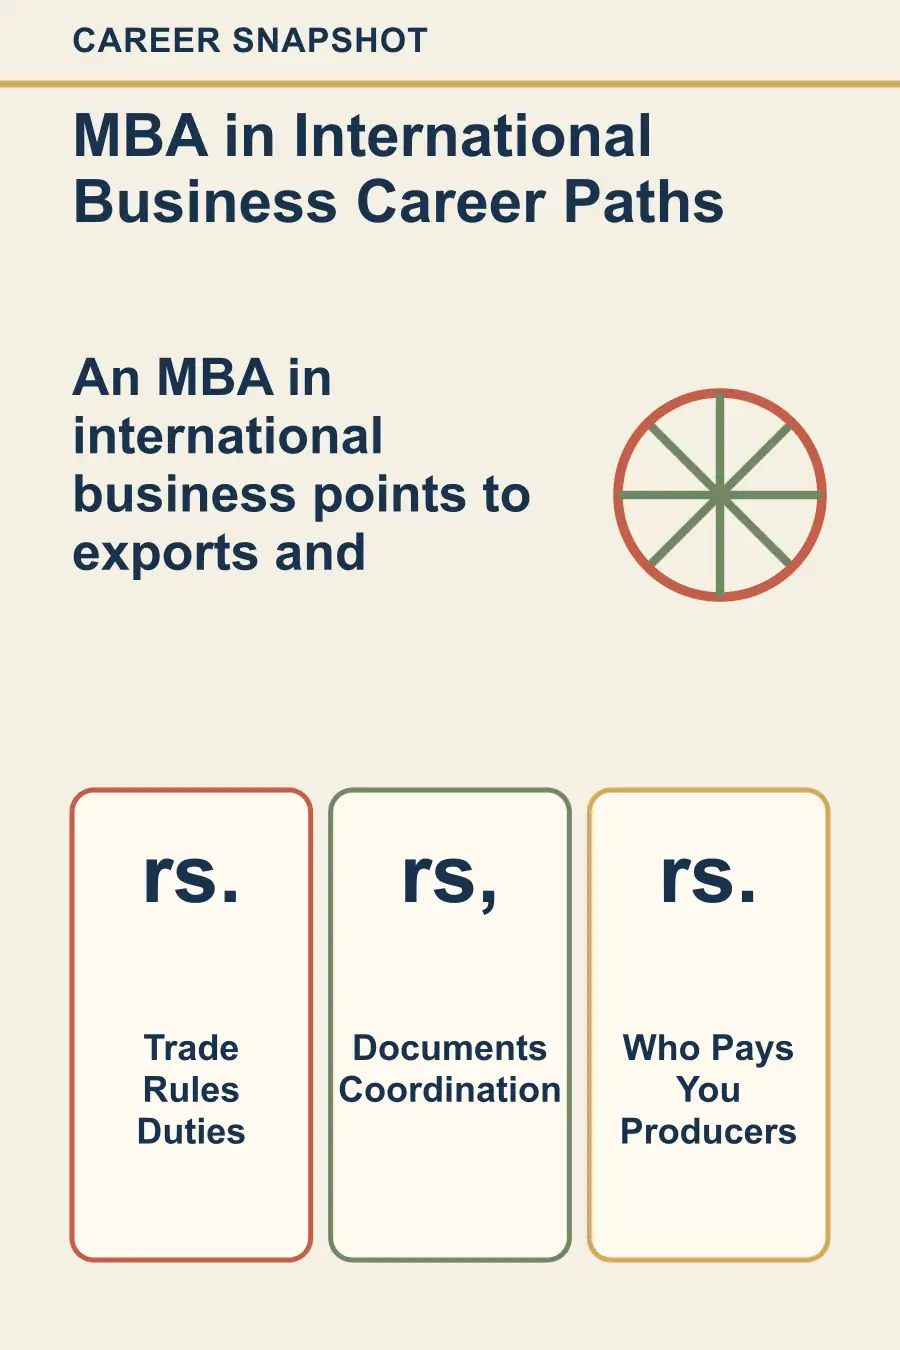 CAREER SNAPSHOT
MBA in International
Business Career Paths
An MBA in
international
business points to
exports and
rs.
Trade
Rules
Duties
rs,
Documents
Coordination
rs.
Who Pays
You
Producers